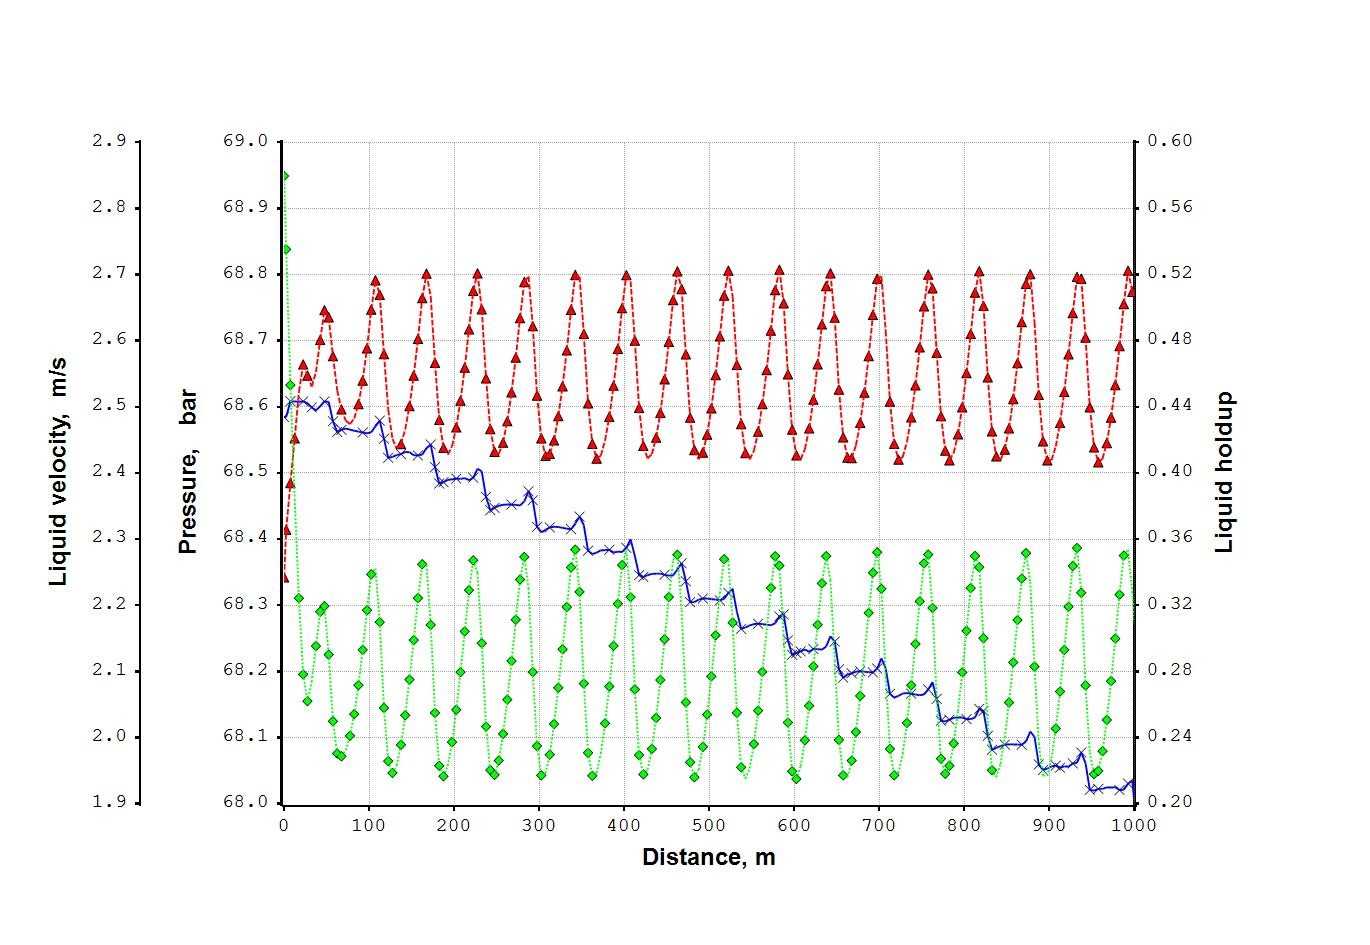 2.9 69.0 0.60
2.8 68.9 0.56
2.7 68.8 0.52
2.6 68.7 0.48
2.5 68.6 0.44
2.4 68.5 0.40
2.3 68.4 0.36
2.2 68.3 0.32
2.1 68.2 0.28
2.0 68.1 0.24
1.9 68.0 0.20
Liquid velocity, m/s
Pressure, bar
Liquid holdup
0 100 200 300 400 500 600 700 800 900 1000
Distance, m